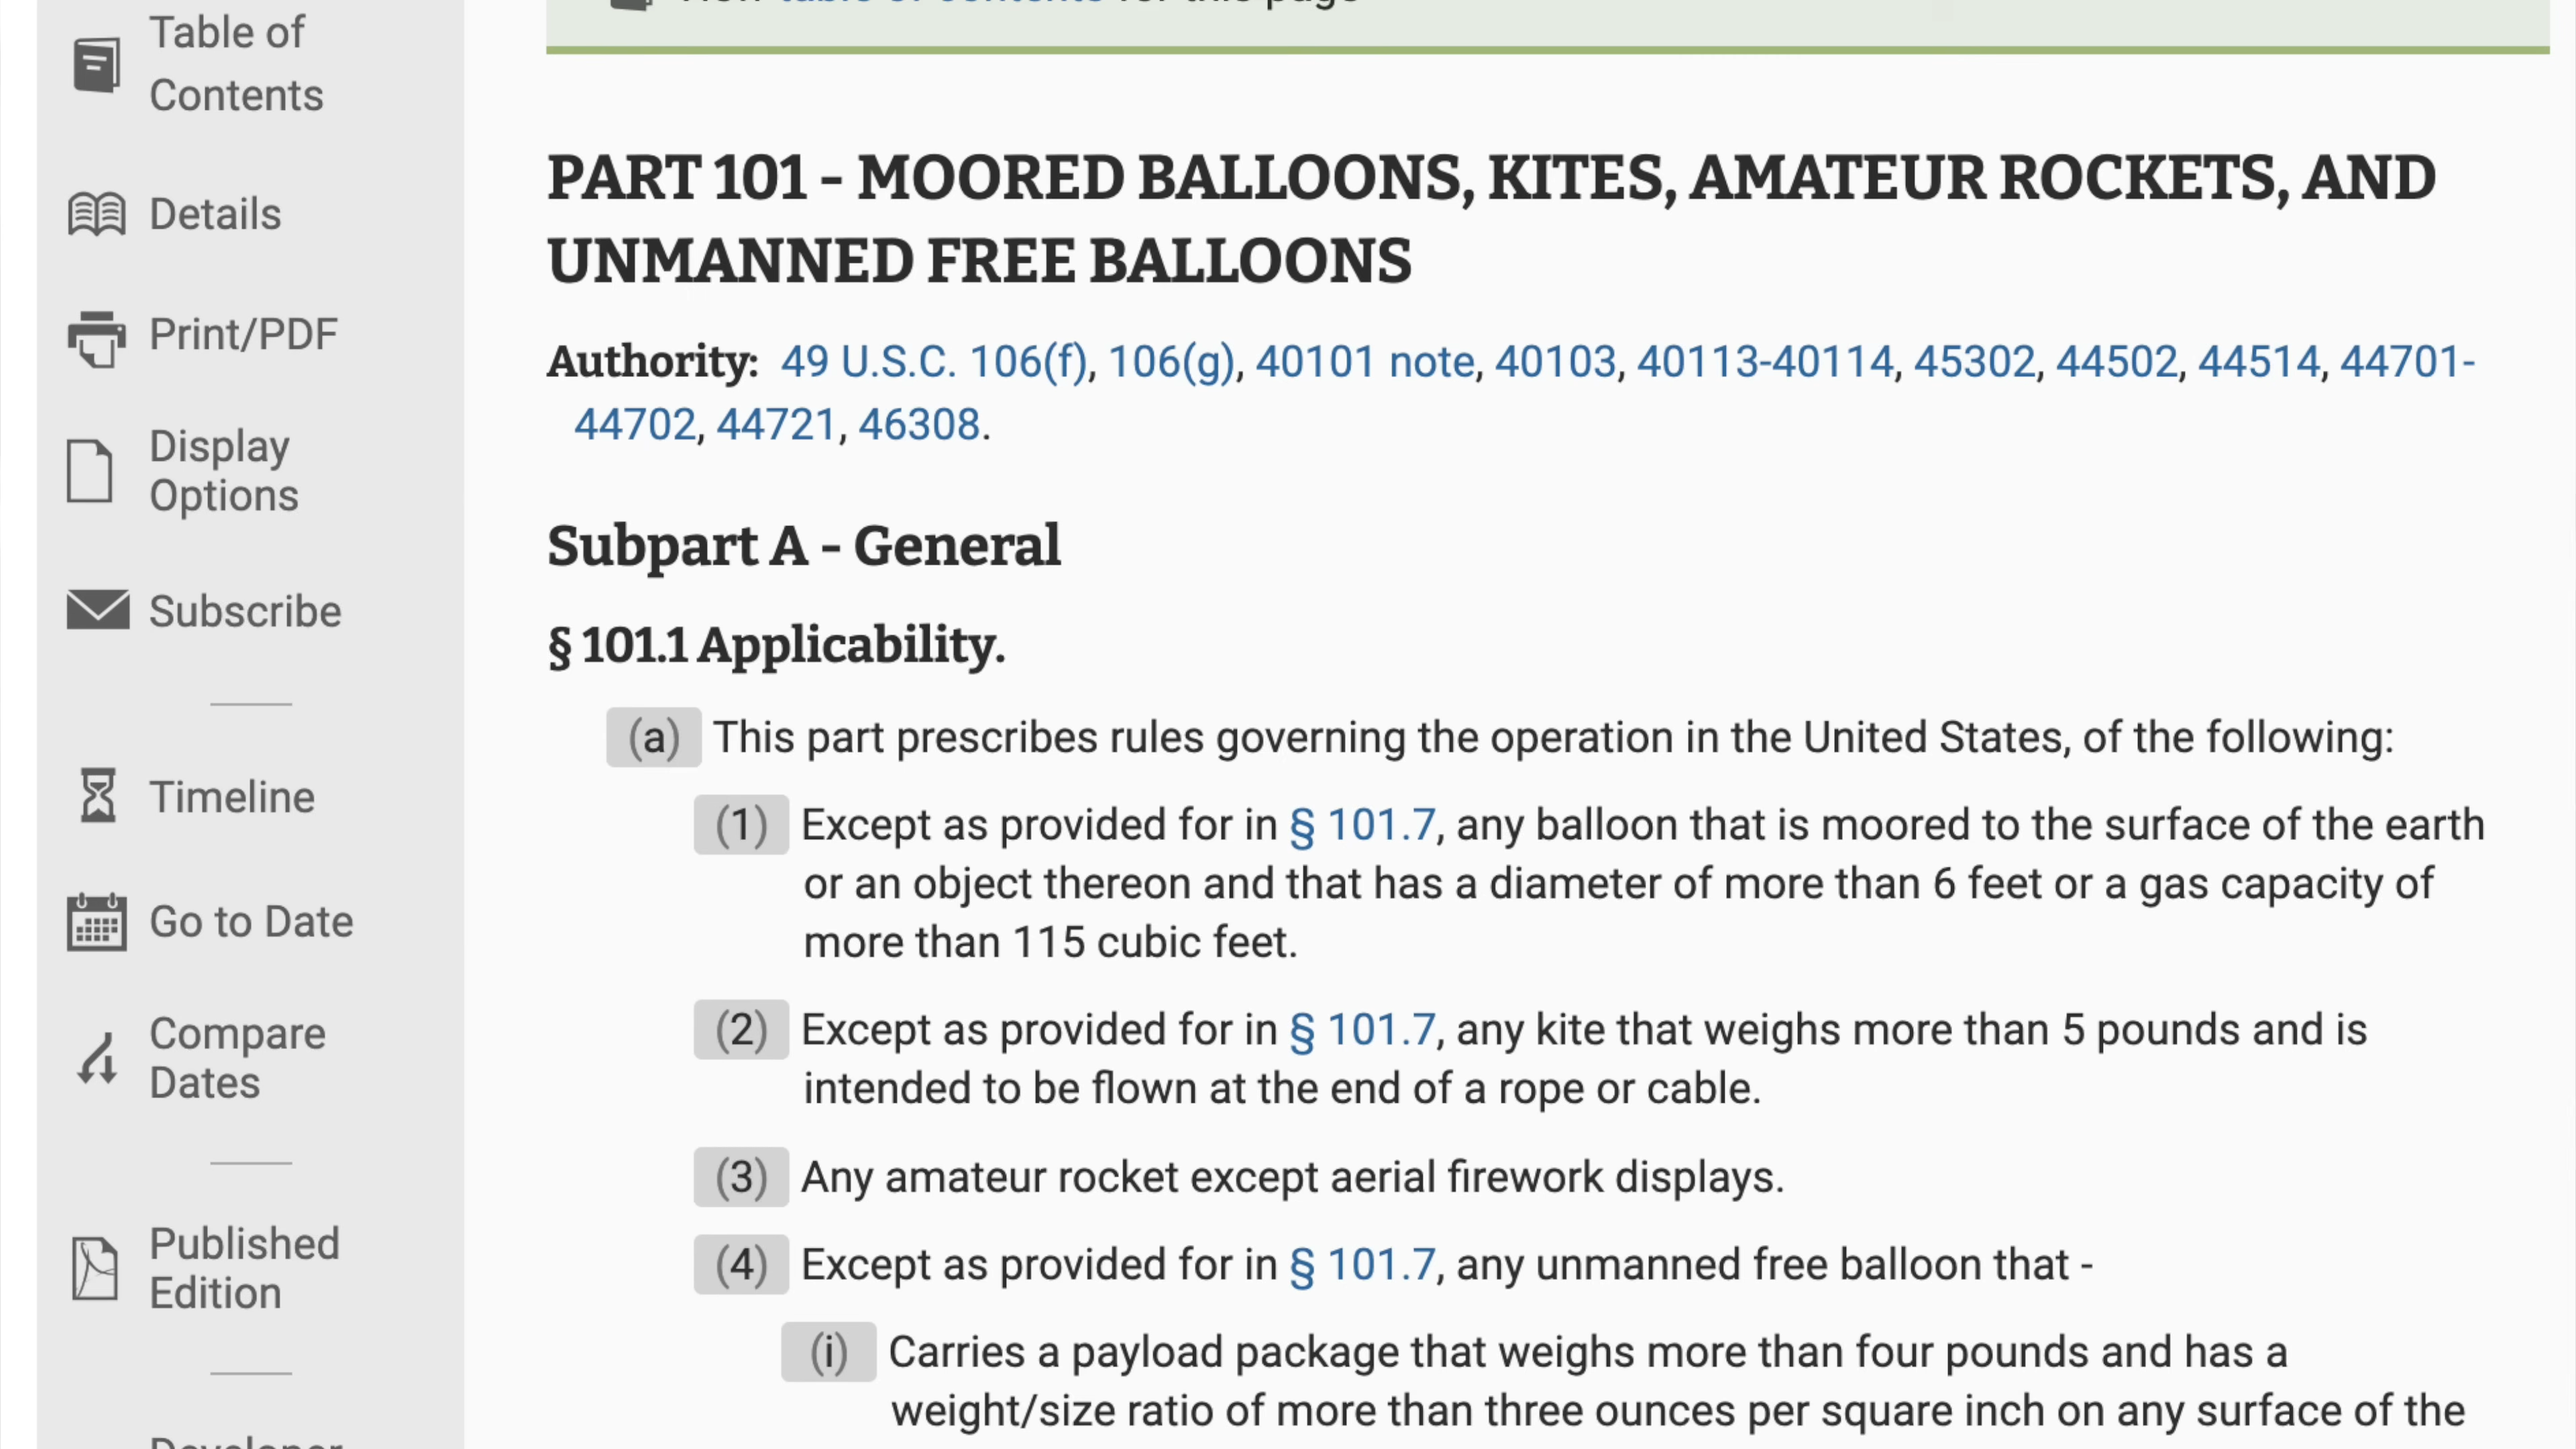 Table of
Contents
Details
Print/PDF
Display
Options
Subscribe
Timeline
Go to Date
Compare
Dates
Published
Edition
Developer
View table of contents for this page
PART 101 - MOORED BALLOONS, KITES, AMATEUR ROCKETS, AND
UNMANNED FREE BALLOONS
Authority: 49 U.S.C. 106(f), 106(g), 40101 note, 40103, 40113-40114, 45302, 44502, 44514, 44701-
44702, 44721, 46308.
Subpart A - General
§ 101.1 Applicability.
(a) This part prescribes rules governing the operation in the United States, of the following:
(1) Except as provided for in § 101.7, any balloon that is moored to the surface of the earth
or an object thereon and that has a diameter of more than 6 feet or a gas capacity of
more than 115 cubic feet.
(2) Except as provided for in § 101.7, any kite that weighs more than 5 pounds and is
intended to be flown at the end of a rope or cable.
(3) Any amateur rocket except aerial firework displays.
(4) Except as provided for in § 101.7, any unmanned free balloon that -
(i) Carries a payload package that weighs more than four pounds and has a
weight/size ratio of more than three ounces per square inch on any surface of the